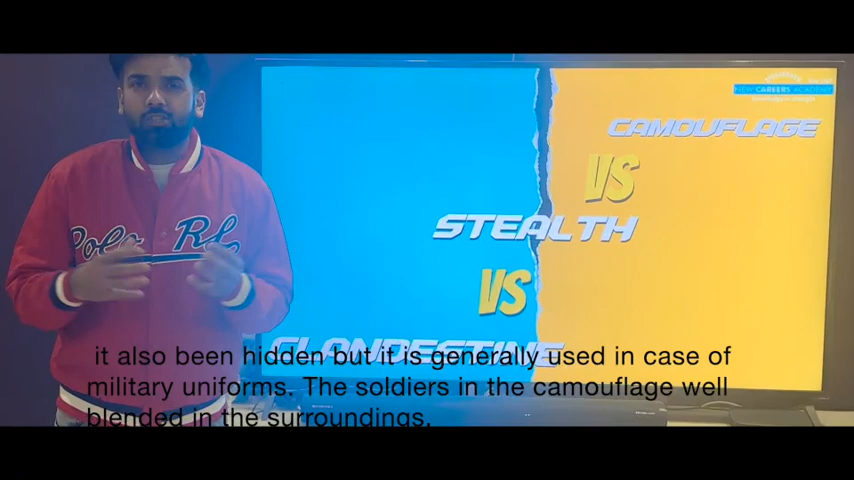 NEW CAREERS ACADEMY
CAMOUFLAGE
VS
STEALTH
VS
CLANDESTINE
it also been hidden but it is generally used in case of
military uniforms. The soldiers in the camouflage well
blended in the surroundings.